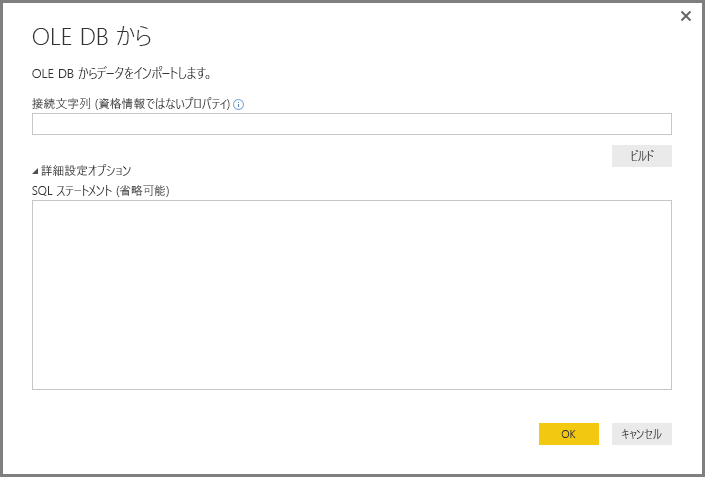 OLE DB から
OLE DB からデータをインポートします。
接続文字列 (資格情報ではないプロパティ)
ビルド
詳細設定オプション
SQL ステートメント (省略可能)
OK
キャンセル